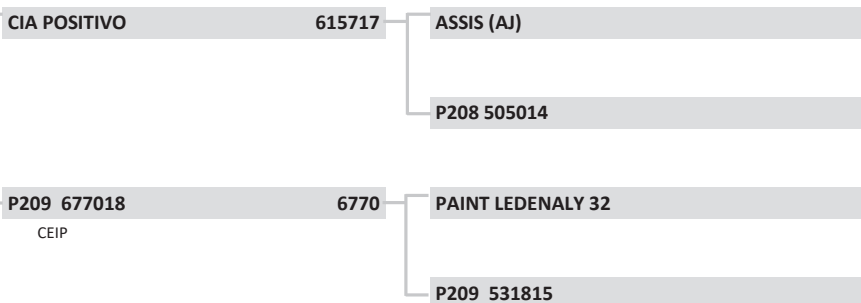 CIA POSITIVO 615717 ASSIS (AJ)
P208 505014
P209 677018 6770 PAINT LEDENALY 32
CEIP
P209 531815